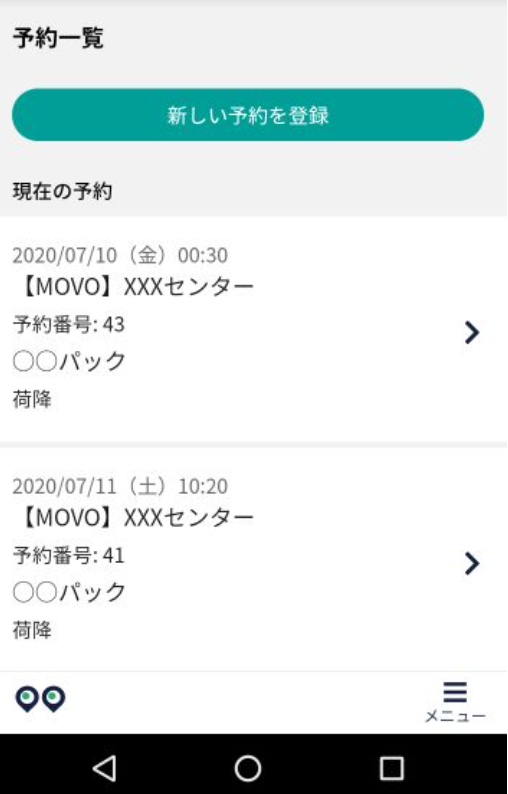 予約一覧
新しい予約を登録
現在の予約
2020/07/10（金）00:30
【MOVO】XXXセンター
予約番号: 43
○○パック
荷降
2020/07/11（土）10:20
【MOVO】XXXセンター
予約番号: 41
○○パック
荷降
メニュー